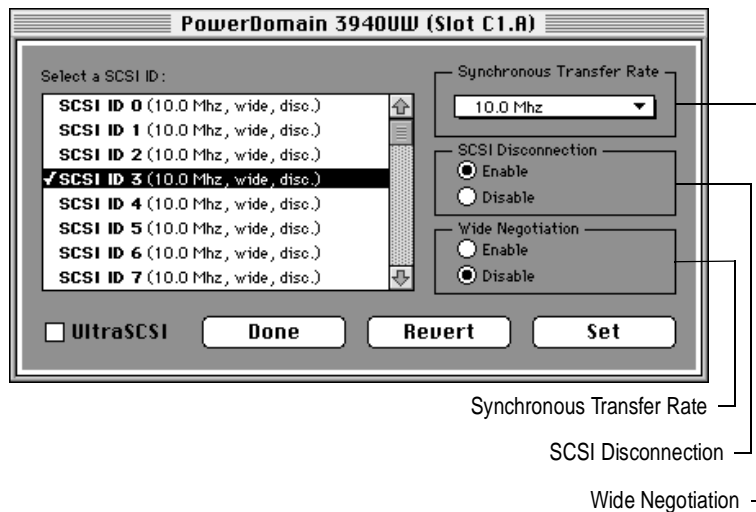 PowerDomain 3940UW (Slot C1.A)
Select a SCSI ID:
SCSI ID 0 (10.0 Mhz, wide, disc.)
SCSI ID 1 (10.0 Mhz, wide, disc.)
SCSI ID 2 (10.0 Mhz, wide, disc.)
✓SCSI ID 3 (10.0 Mhz, wide, disc.)
SCSI ID 4 (10.0 Mhz, wide, disc.)
SCSI ID 5 (10.0 Mhz, wide, disc.)
SCSI ID 6 (10.0 Mhz, wide, disc.)
SCSI ID 7 (10.0 Mhz, wide, disc.)
Synchronous Transfer Rate
10.0 Mhz
SCSI Disconnection
Enable
Disable
Wide Negotiation
Enable
Disable
UltraSCSI
Done
Revert
Set
Synchronous Transfer Rate
SCSI Disconnection
Wide Negotiation